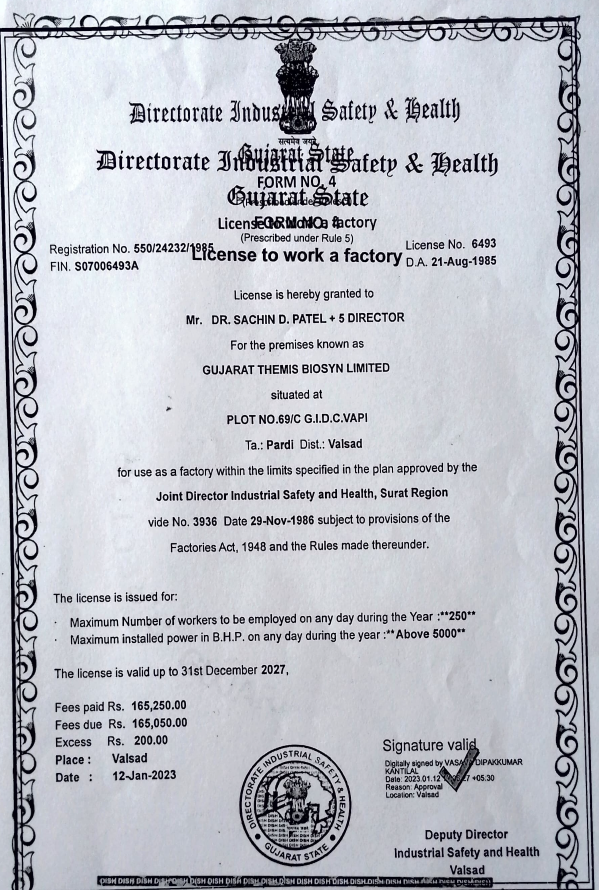 Directorate Industrial Safety & Health
सत्यमेव जयते
Gujarat State
Directorate Industrial Safety & Health
FORM NO. 4
Gujarat State
License to work a factory
FORM NO. 4
(Prescribed under Rule 5)
Registration No. 550/24232/1985
License No. 6493
License to work a factory
FIN. S07006493A
D.A. 21-Aug-1985
License is hereby granted to
Mr. DR. SACHIN D. PATEL + 5 DIRECTOR
For the premises known as
GUJARAT THEMIS BIOSYN LIMITED
situated at
PLOT NO.69/C G.I.D.C.VAPI
Ta.: Pardi Dist.: Valsad
for use as a factory within the limits specified in the plan approved by the
Joint Director Industrial Safety and Health, Surat Region
vide No. 3936 Date 29-Nov-1986 subject to provisions of the
Factories Act, 1948 and the Rules made thereunder.
The license is issued for:
· Maximum Number of workers to be employed on any day during the Year :**250**
· Maximum installed power in B.H.P. on any day during the year :**Above 5000**
The license is valid up to 31st December 2027,
Fees paid Rs. 165,250.00
Fees due Rs. 165,050.00
Excess Rs. 200.00
Place : Valsad
Date : 12-Jan-2023
DIRECTORATE INDUSTRIAL SAFETY & HEALTH
GUJARAT STATE
Signature valid
Digitally signed by VASAVA DIPAKKUMAR
KANTILAL
Date: 2023.01.12 +05:30
Reason: Approval
Location: Valsad
Deputy Director
Industrial Safety and Health
Valsad
DISH DISH DISH DISH DISH DISH DISH DISH DISH DISH DISH DISH DISH DISH DISH DISH DISH DISH